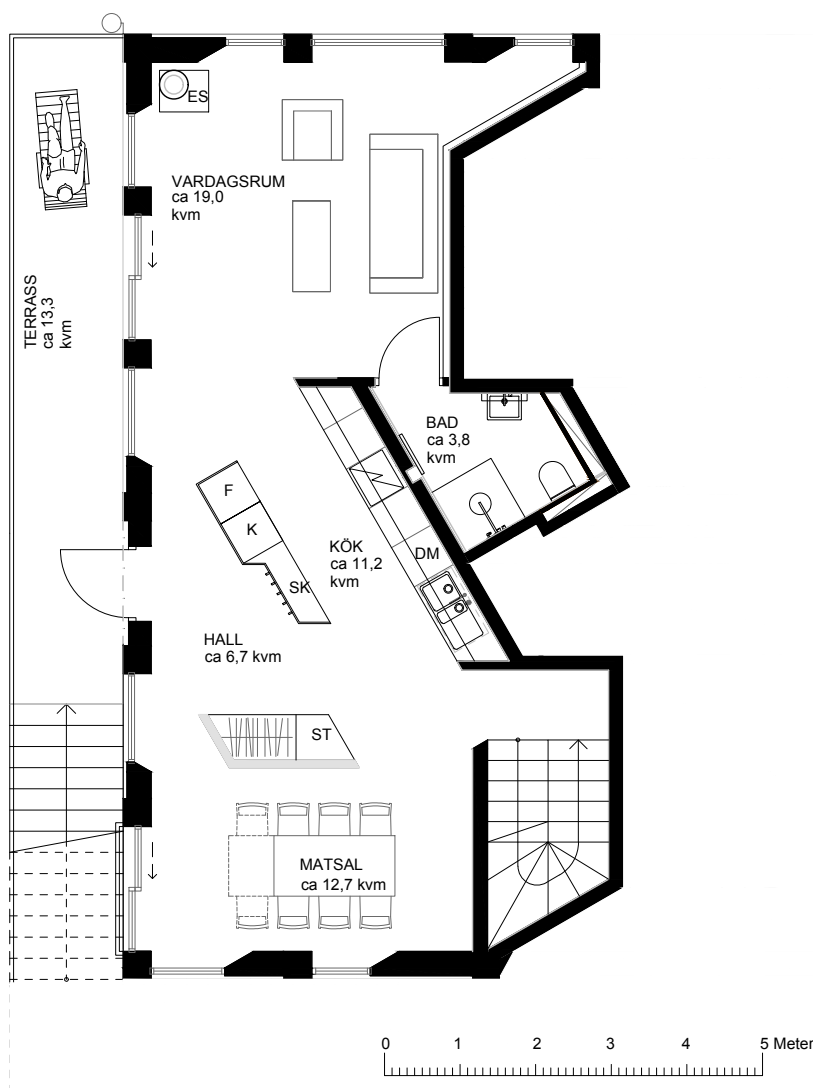 ES
VARDAGSRUM
ca 19,0
kvm
TERRASS
ca 13,3
kvm
BAD
ca 3,8
kvm
F
K
SK
KÖK
ca 11,2
kvm
DM
HALL
ca 6,7 kvm
ST
MATSAL
ca 12,7 kvm
0 1 2 3 4 5 Meter